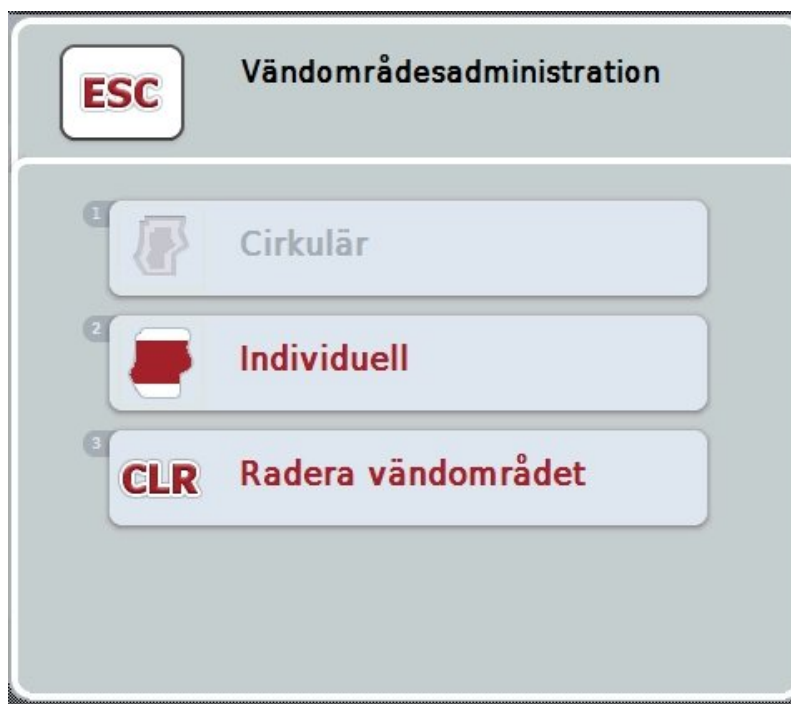 ESC
Vändområdesadministration
1
Cirkulär
2
Individuell
3
CLR
Radera vändområdet